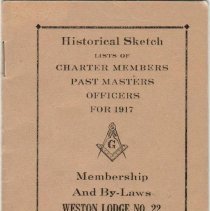 Historical Sketch
LISTS OF
CHARTER MEMBERS
PAST MASTERS
OFFICERS
FOR 1917
G
Membership
And By-Laws
WESTON LODGE NO. 22